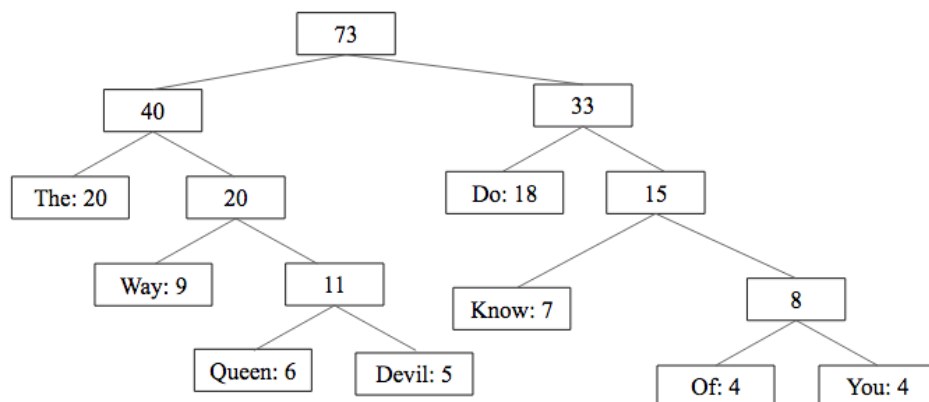 73
40
33
The: 20
20
Do: 18
15
Way: 9
11
Know: 7
8
Queen: 6
Devil: 5
Of: 4
You: 4